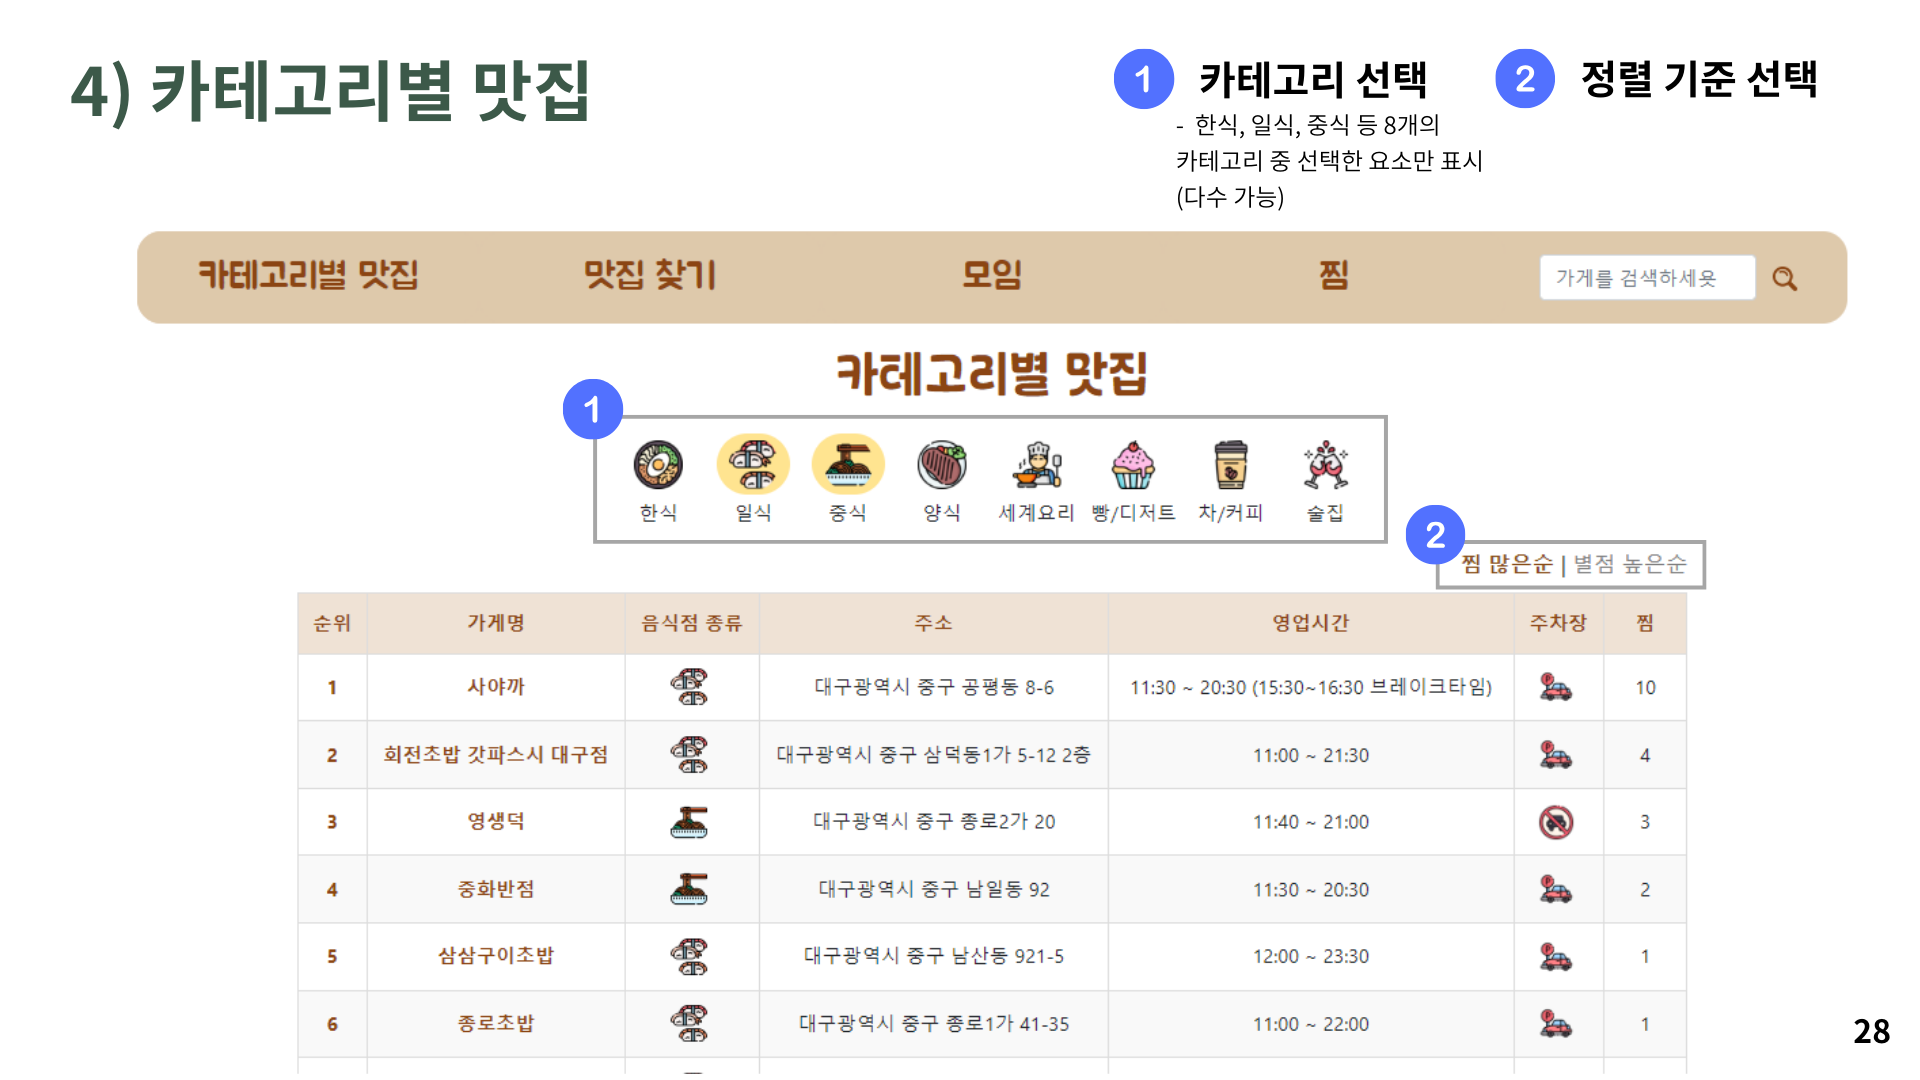 4) 카테고리별 맛집
1 카테고리 선택
- 한식, 일식, 중식 등 8개의
카테고리 중 선택한 요소만 표시
(다수 가능)
2 정렬 기준 선택
카테고리별 맛집 맛집 찾기 모임 찜 가게를 검색하세욧
카테고리별 맛집
1
한식 일식 중식 양식 세계요리 빵/디저트 차/커피 술집
2
찜 많은순 | 별점 높은순
순위 가게명 음식점 종류 주소 영업시간 주차장 찜
1 사야까 대구광역시 중구 공평동 8-6 11:30 ~ 20:30 (15:30~16:30 브레이크타임) 10
2 회전초밥 갓파스시 대구점 대구광역시 중구 삼덕동1가 5-12 2층 11:00 ~ 21:30 4
3 영생덕 대구광역시 중구 종로2가 20 11:40 ~ 21:00 3
4 중화반점 대구광역시 중구 남일동 92 11:30 ~ 20:30 2
5 삼삼구이초밥 대구광역시 중구 남산동 921-5 12:00 ~ 23:30 1
6 종로초밥 대구광역시 중구 종로1가 41-35 11:00 ~ 22:00 1
28